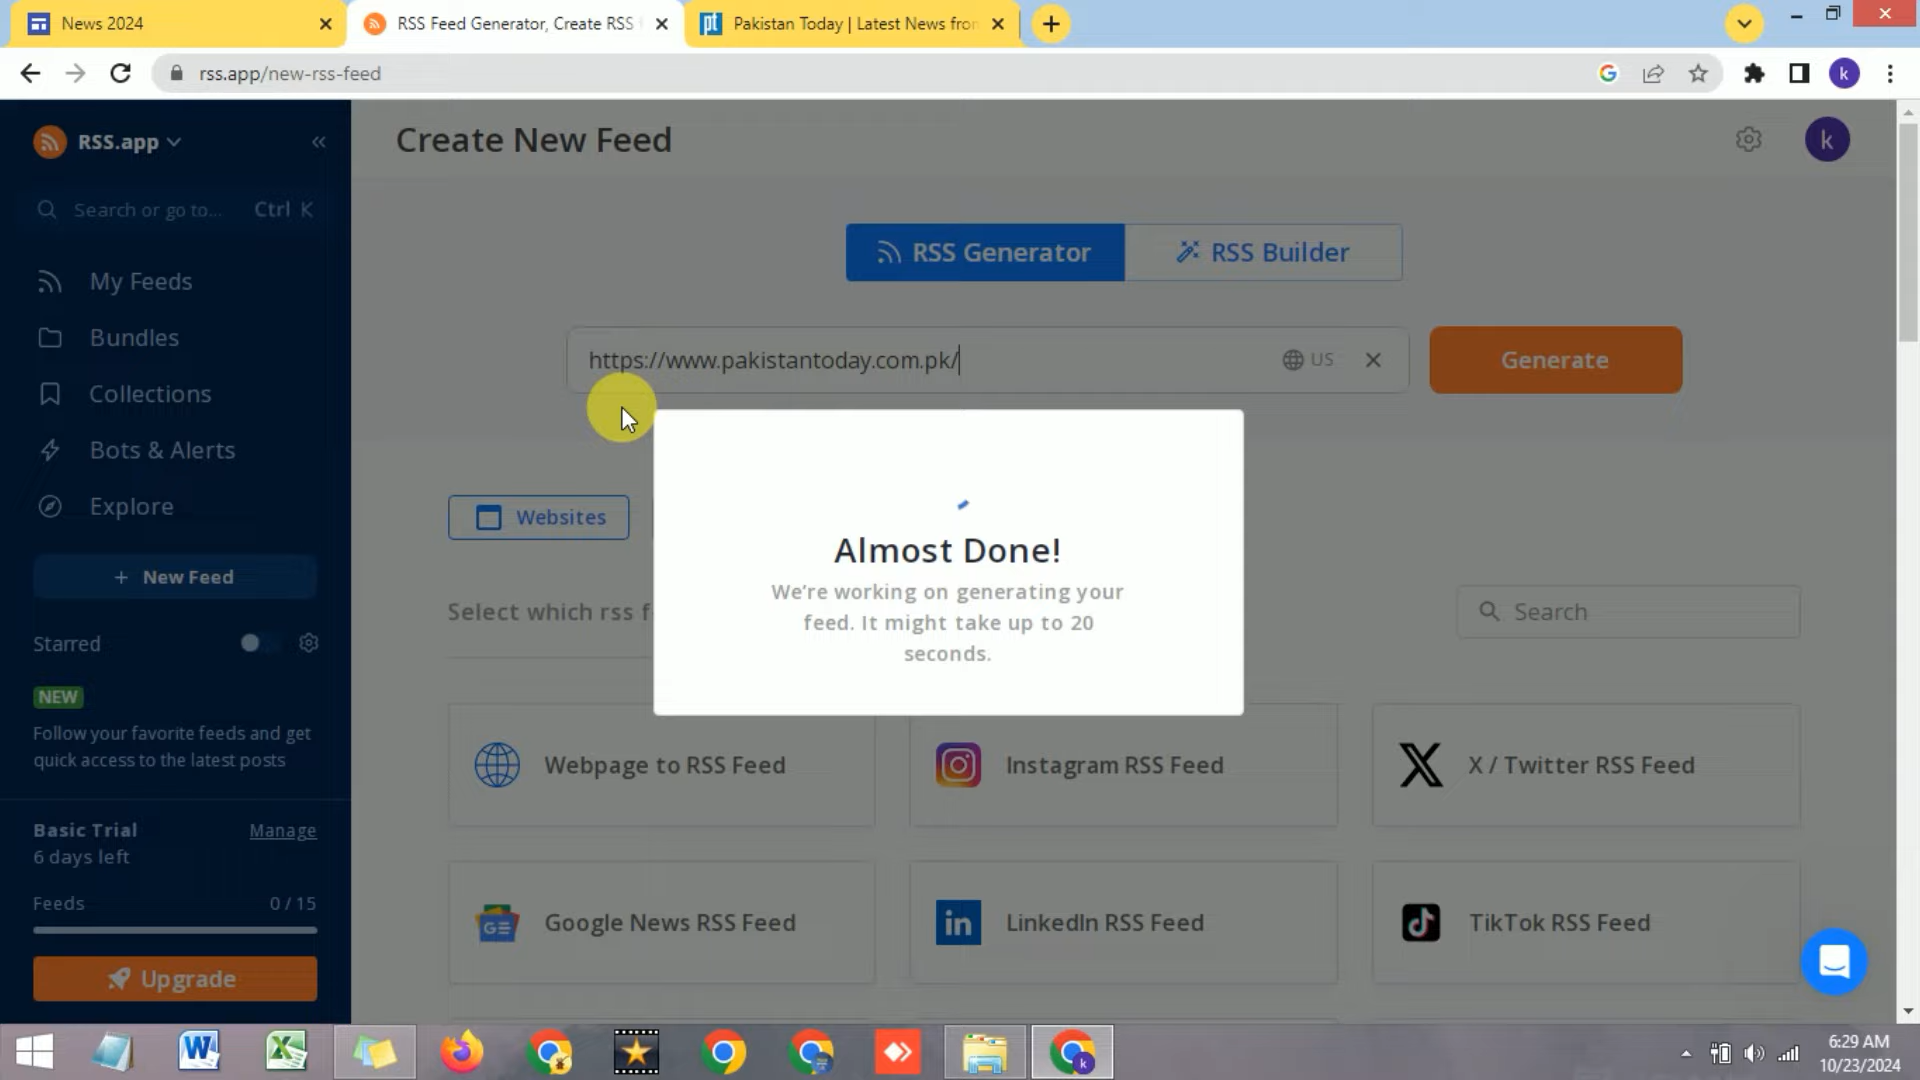 News 2024
RSS Feed Generator, Create RSS
Pakistan Today | Latest News from
rss.app/new-rss-feed
k
RSS.app
Create New Feed
k
Search or go to... Ctrl K
RSS Generator
RSS Builder
My Feeds
Bundles
https://www.pakistantoday.com.pk/
US
Generate
Collections
Bots & Alerts
Explore
Websites
Almost Done!
We're working on generating your
feed. It might take up to 20
seconds.
+ New Feed
Select which rss f
Search
Starred
NEW
Follow your favorite feeds and get
quick access to the latest posts
Webpage to RSS Feed
Instagram RSS Feed
X / Twitter RSS Feed
Basic Trial
Manage
6 days left
Feeds
0 / 15
Google News RSS Feed
LinkedIn RSS Feed
TikTok RSS Feed
Upgrade
6:29 AM
10/23/2024